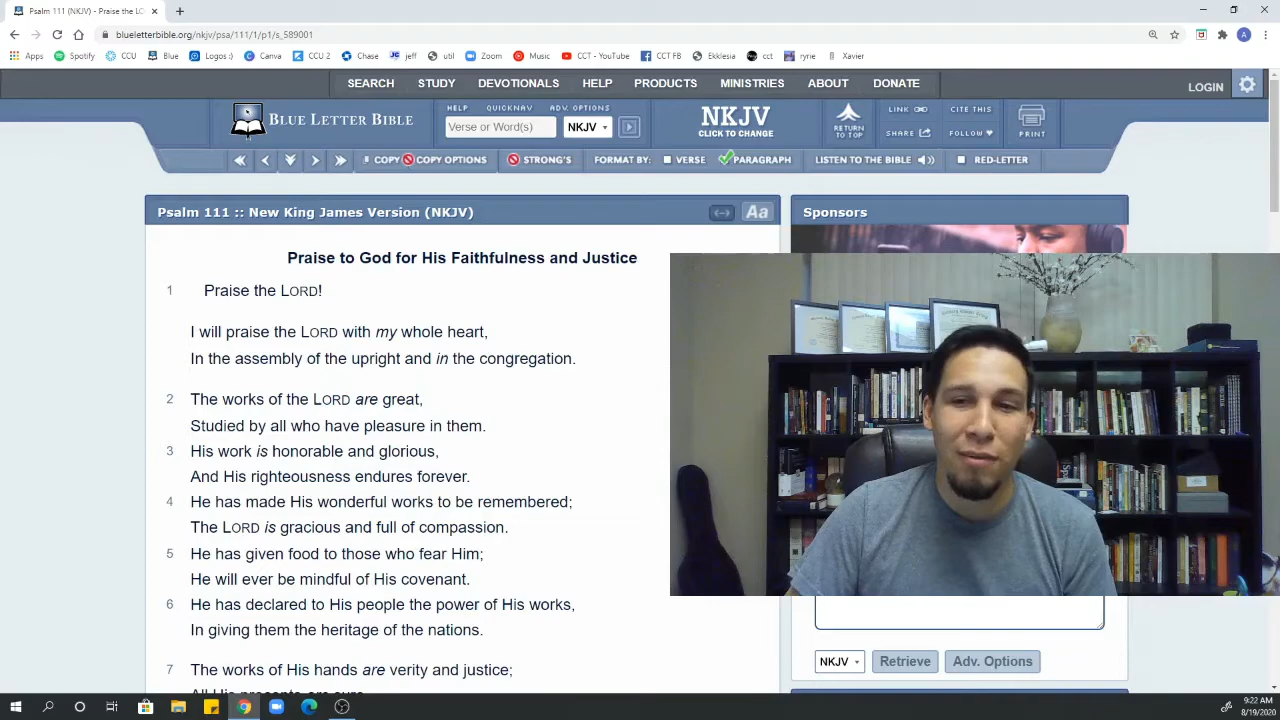 Psalm 111 (NKJV) - Praise the LO
blueletterbible.org/nkjv/psa/111/1/p1/s_589001
Apps Spotify CCU Blue Logos :) Canva CCU 2 Chase jeff util Zoom Music CCT - YouTube CCT FB Ekklesia cct ryrie Xavier
SEARCH STUDY DEVOTIONALS HELP PRODUCTS MINISTRIES ABOUT DONATE
LOGIN
BLUE LETTER BIBLE
HELP QUICKNAV ADV. OPTIONS
Verse or Word(s) NKJV
NKJV
CLICK TO CHANGE
RETURN
TO TOP
LINK
SHARE
CITE THIS
FOLLOW
PRINT
COPY COPY OPTIONS STRONG'S FORMAT BY: VERSE PARAGRAPH LISTEN TO THE BIBLE RED-LETTER
Psalm 111 :: New King James Version (NKJV)
Aa
Sponsors
Praise to God for His Faithfulness and Justice
1 Praise the LORD!
I will praise the LORD with my whole heart,
In the assembly of the upright and in the congregation.
2 The works of the LORD are great,
Studied by all who have pleasure in them.
3 His work is honorable and glorious,
And His righteousness endures forever.
4 He has made His wonderful works to be remembered;
The LORD is gracious and full of compassion.
5 He has given food to those who fear Him;
He will ever be mindful of His covenant.
6 He has declared to His people the power of His works,
In giving them the heritage of the nations.
7 The works of His hands are verity and justice;
All His precepts are sure.
NKJV Retrieve Adv. Options
9:22 AM
8/19/2020